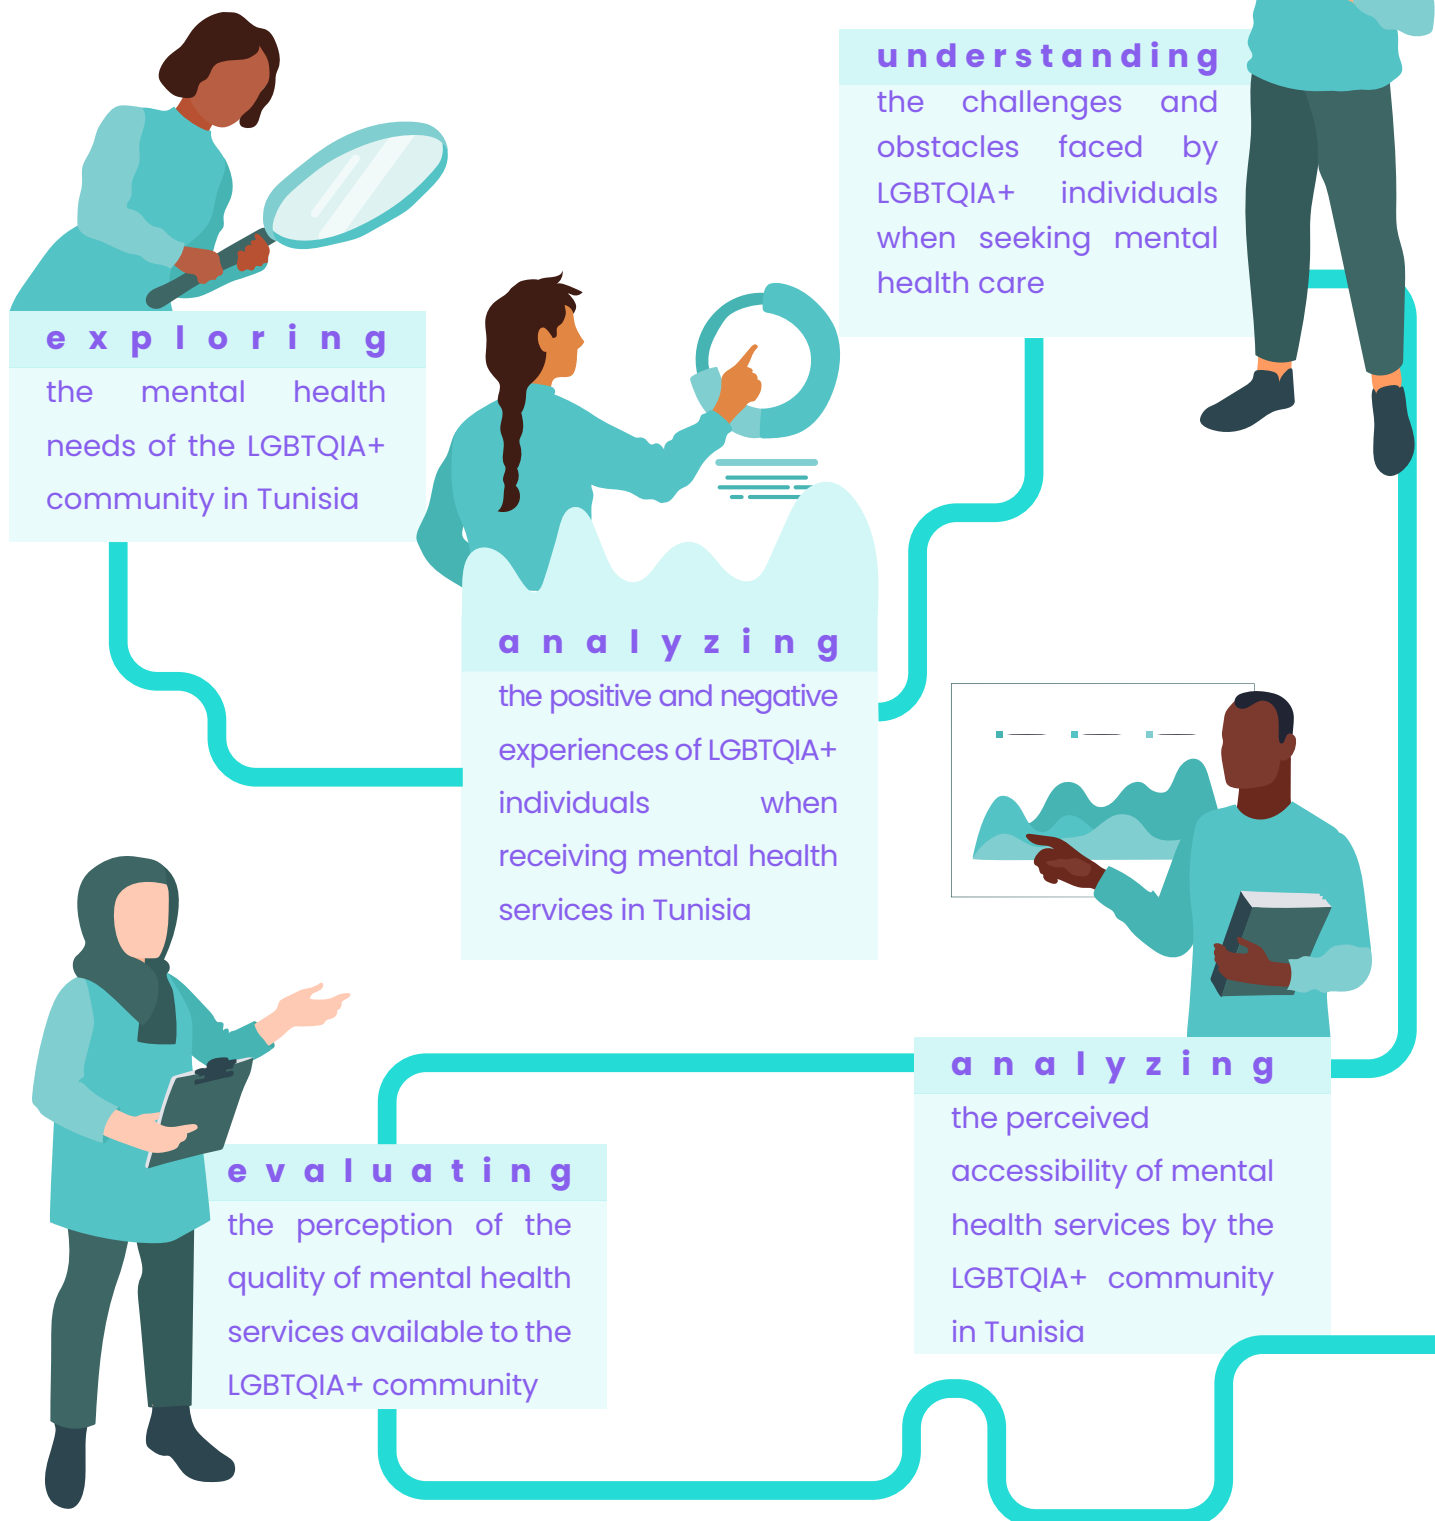 exploring
the mental health
needs of the LGBTQIA+
community in Tunisia
analyzing
the positive and negative
experiences of LGBTQIA+
individuals when
receiving mental health
services in Tunisia
understanding
the challenges and
obstacles faced by
LGBTQIA+ individuals
when seeking mental
health care
analyzing
the perceived
accessibility of mental
health services by the
LGBTQIA+ community
in Tunisia
evaluating
the perception of the
quality of mental health
services available to the
LGBTQIA+ community